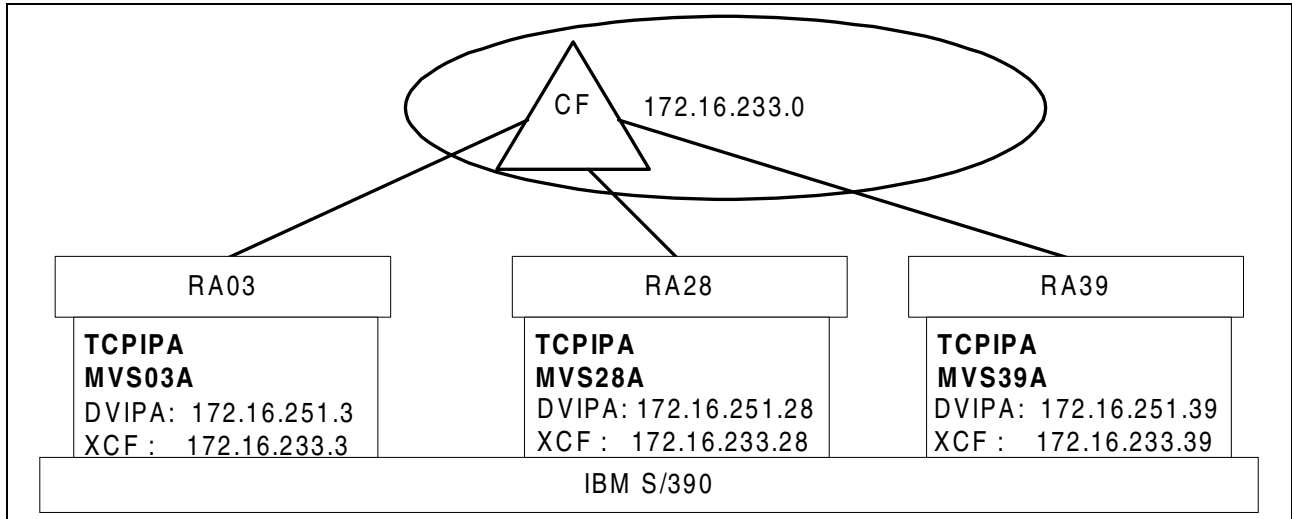 CF
172.16.233.0
RA03
RA28
RA39
TCPIPA
MVS03A
DVIPA: 172.16.251.3
XCF : 172.16.233.3
TCPIPA
MVS28A
DVIPA: 172.16.251.28
XCF : 172.16.233.28
TCPIPA
MVS39A
DVIPA: 172.16.251.39
XCF : 172.16.233.39
IBM S/390